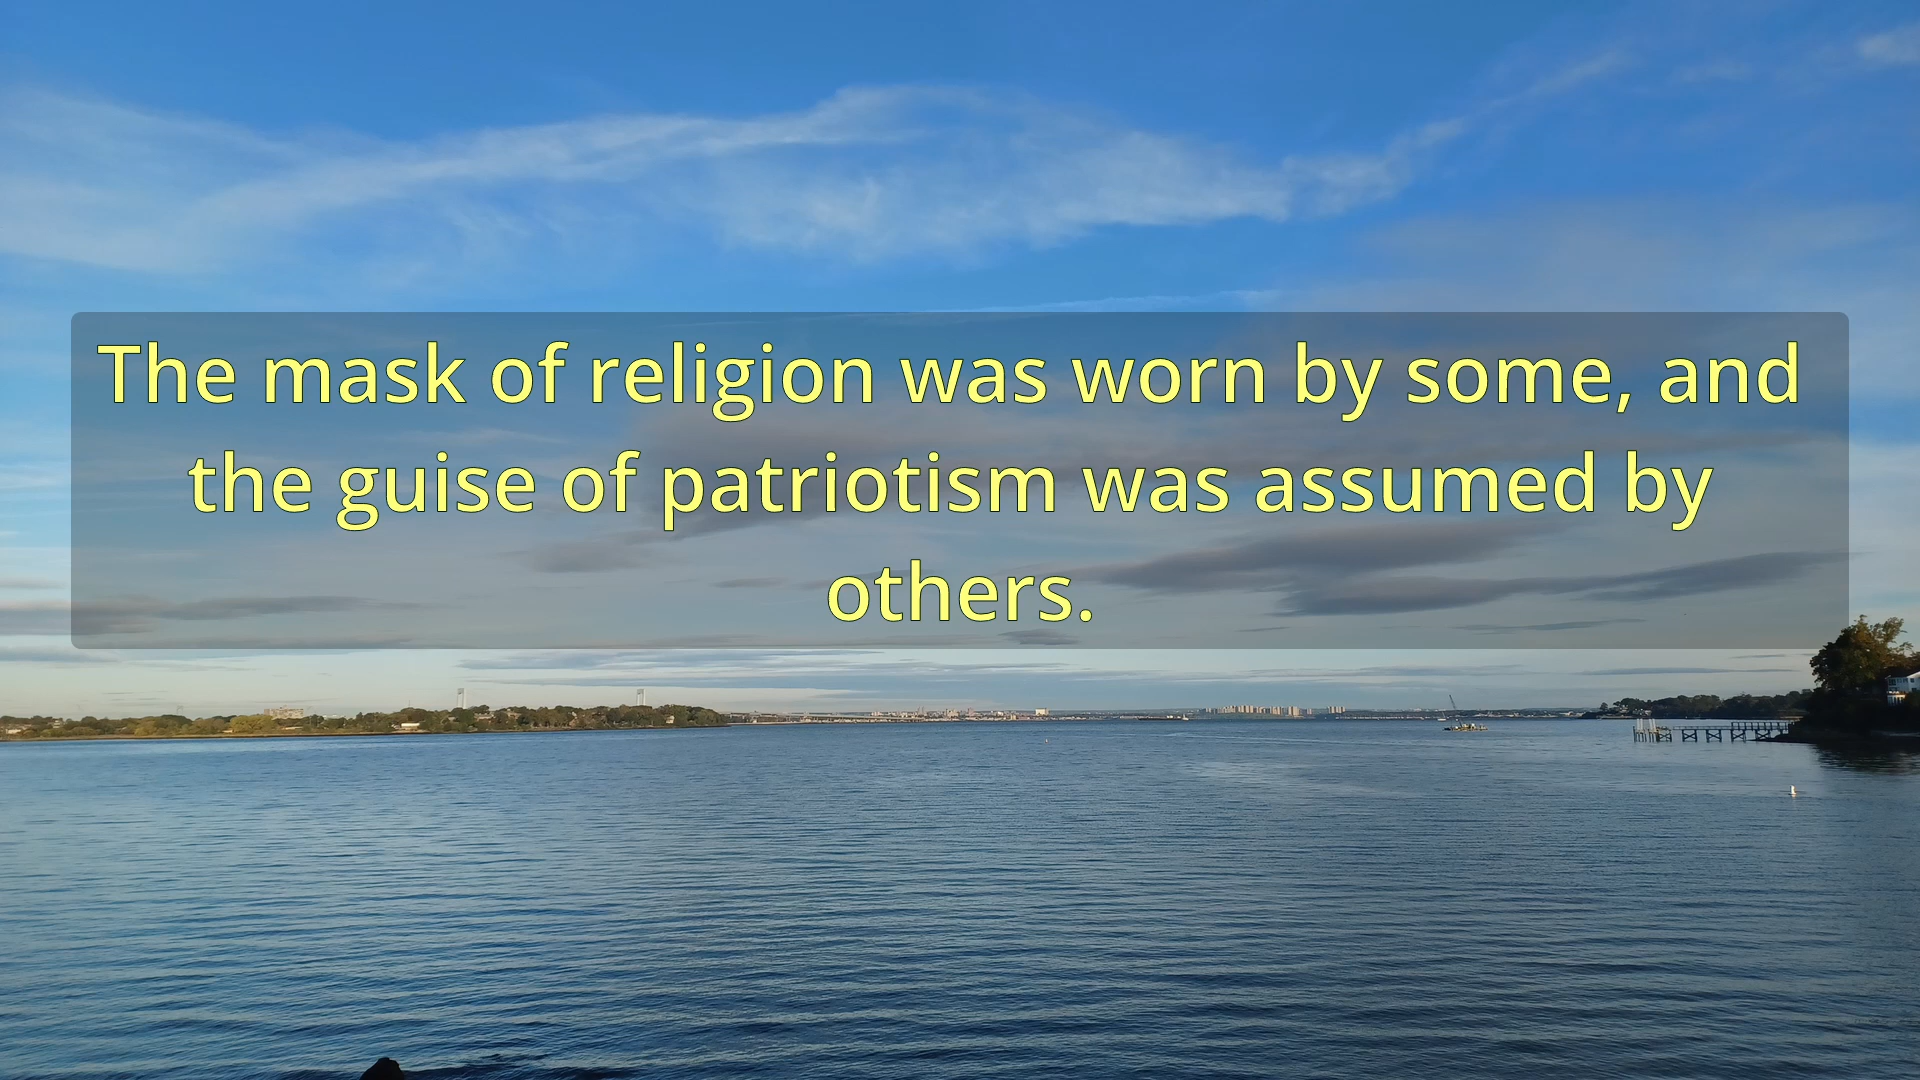 The mask of religion was worn by some, and
the guise of patriotism was assumed by
others.